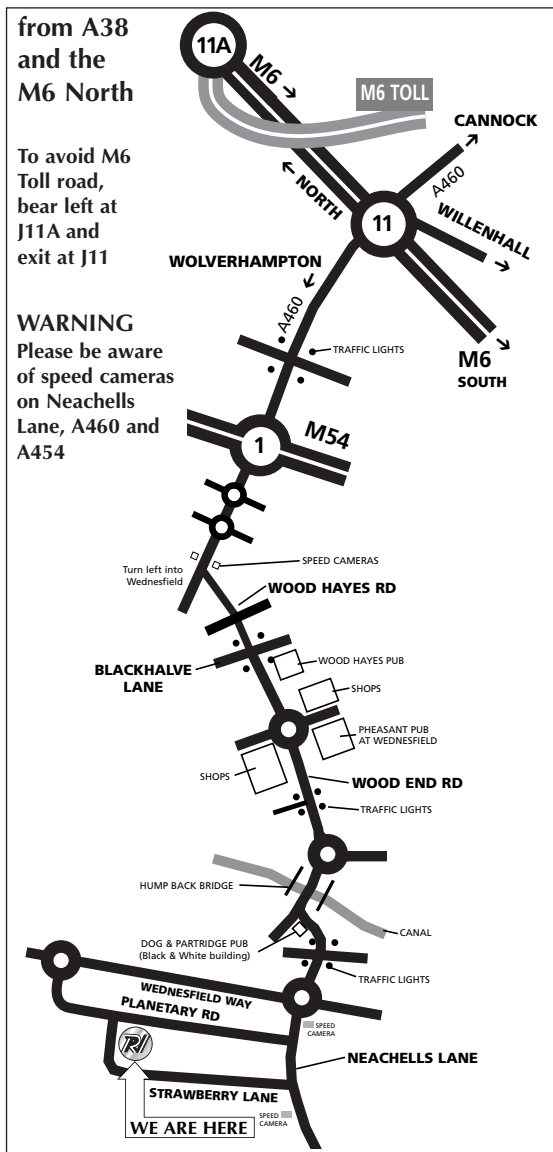 from A38
and the
M6 North
To avoid M6
Toll road,
bear left at
J11A and
exit at J11
WARNING
Please be aware
of speed cameras
on Neachells
Lane, A460 and
A454
11A
M6
M6 TOLL
CANNOCK
A460
NORTH
11
WILLENHALL
WOLVERHAMPTON
A460
TRAFFIC LIGHTS
M6
SOUTH
1
M54
SPEED CAMERAS
Turn left into
Wednesfield
WOOD HAYES RD
BLACKHALVE
LANE
WOOD HAYES PUB
SHOPS
PHEASANT PUB
AT WEDNESFIELD
SHOPS
WOOD END RD
TRAFFIC LIGHTS
HUMP BACK BRIDGE
CANAL
DOG & PARTRIDGE PUB
(Black & White building)
TRAFFIC LIGHTS
WEDNESFIELD WAY
PLANETARY RD
SPEED
CAMERA
RI
NEACHELLS LANE
STRAWBERRY LANE
SPEED
CAMERA
WE ARE HERE